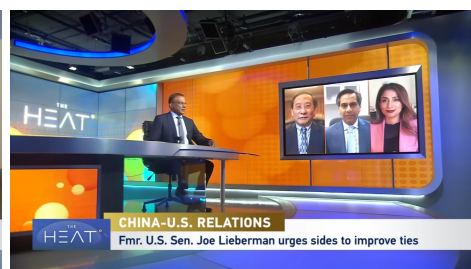 THE
HEAT
CHINA-U.S. RELATIONS
THE
HEAT
Fmr. U.S. Sen. Joe Lieberman urges sides to improve ties